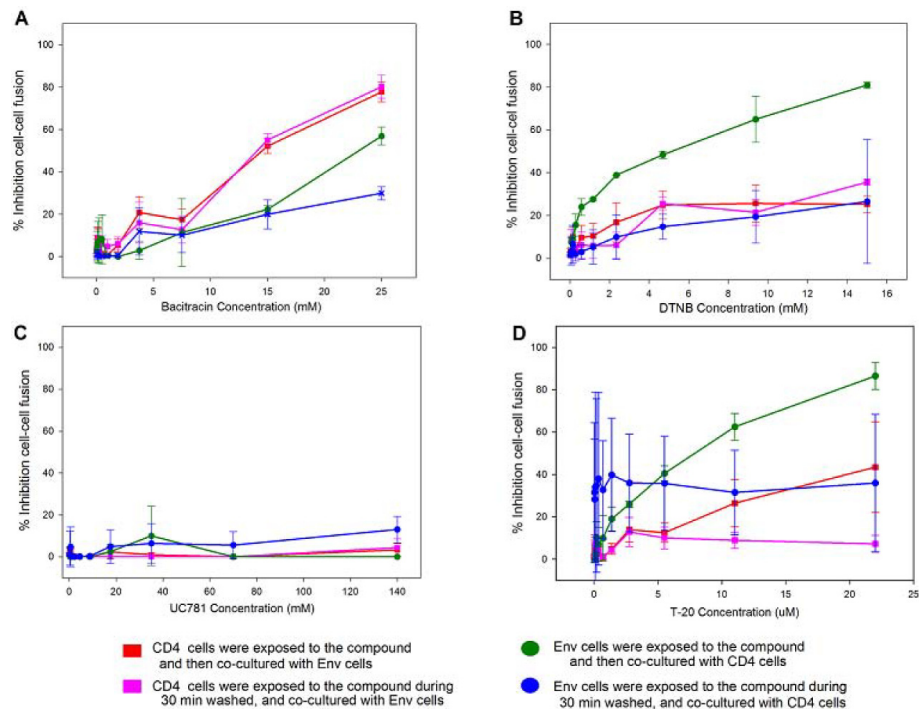 A
% Inhibition cell-cell fusion
100
80
60
40
20
0
0 5 10 15 20 25
Bacitracin Concentration (mM)
B
% Inhibition cell-cell fusion
100
80
60
40
20
0
0 2 4 6 8 10 12 14 16
DTNB Concentration (mM)
C
% Inhibition cell-cell fusion
100
80
60
40
20
0
0 20 40 60 80 100 120 140
UC781 Concentration (mM)
D
% Inhibition cell-cell fusion
100
80
60
40
20
0
0 5 10 15 20 25
T-20 Concentration (uM)
CD4 cells were exposed to the compound
and then co-cultured with Env cells
CD4 cells were exposed to the compound during
30 min washed, and co-cultured with Env cells
Env cells were exposed to the compound
and then co-cultured with CD4 cells
Env cells were exposed to the compound during
30 min washed, and co-cultured with CD4 cells